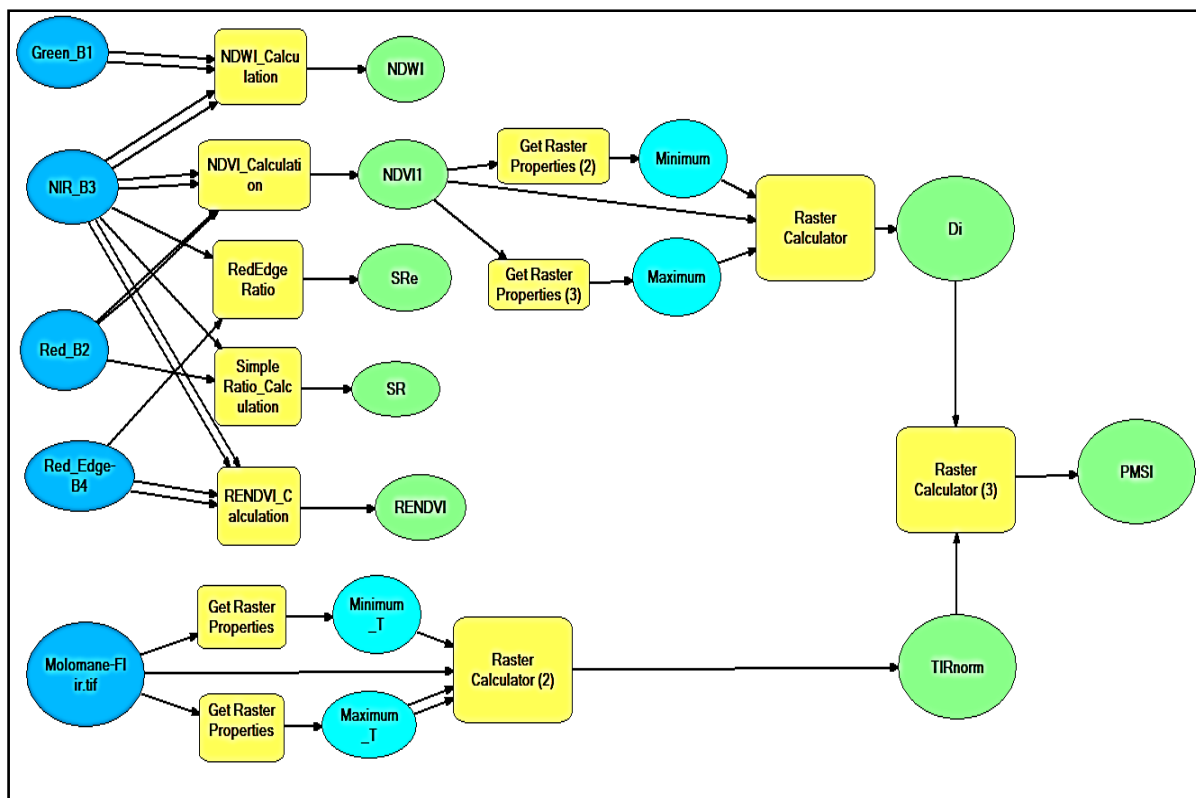 Green_B1
NDWI_Calcu
lation
NDWI
NIR_B3
NDVI_Calculati
on
NDVI1
Get Raster
Properties (2)
Minimum
Raster
Calculator
Di
RedEdge
Ratio
SRe
Get Raster
Properties (3)
Maximum
Red_B2
Simple
Ratio_Calc
ulation
SR
Red_Edge-
B4
RENDVI_C
alculation
RENDVI
Raster
Calculator (3)
PMSI
Get Raster
Properties
Minimum
_T
Molomane-Fl
ir.tif
Raster
Calculator (2)
TIRnorm
Get Raster
Properties
Maximum
_T